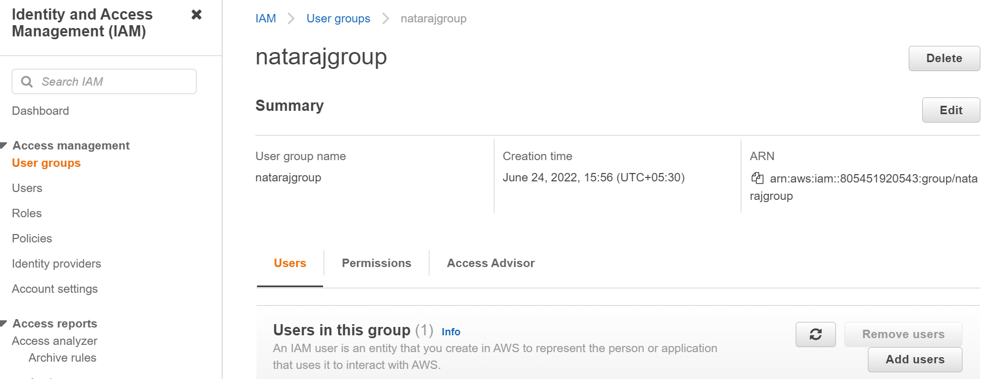 Identity and Access
Management (IAM)
Search IAM
Dashboard
Access management
User groups
Users
Roles
Policies
Identity providers
Account settings
Access reports
Access analyzer
Archive rules
IAM
User groups
natarajgroup
natarajgroup
Delete
Summary
Edit
User group name
natarajgroup
Creation time
June 24, 2022, 15:56 (UTC+05:30)
ARN
arn:aws:iam::805451920543:group/nata
rajgroup
Users
Permissions
Access Advisor
Users in this group (1) Info
An IAM user is an entity that you create in AWS to represent the person or application
that uses it to interact with AWS.
Remove users
Add users